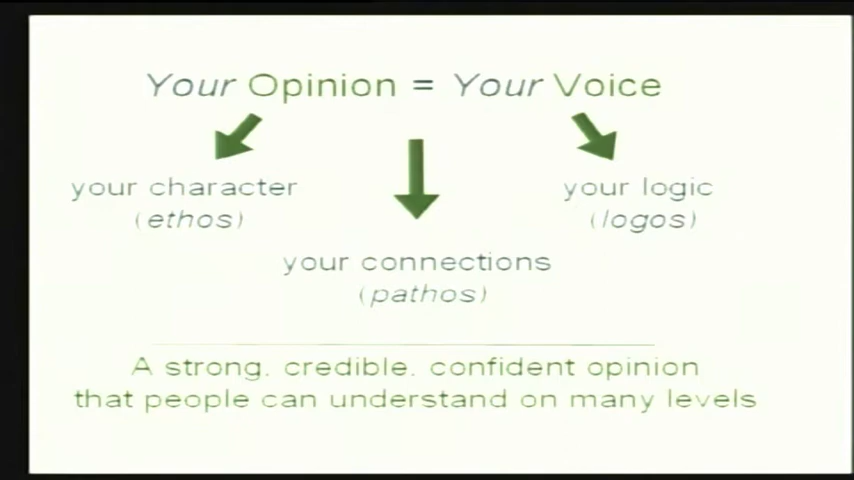 Your Opinion = Your Voice
your character
(ethos)
your logic
(logos)
your connections
(pathos)
A strong, credible, confident opinion
that people can understand on many levels